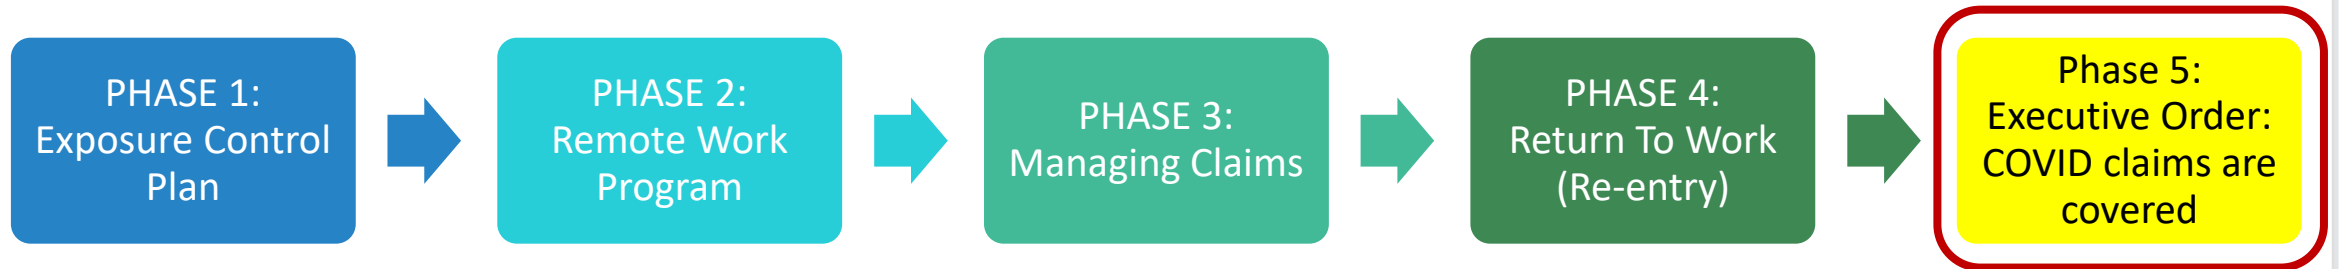 PHASE 1:
Exposure Control
Plan
PHASE 2:
Remote Work
Program
PHASE 3:
Managing Claims
PHASE 4:
Return To Work
(Re-entry)
Phase 5:
Executive Order:
COVID claims are
covered